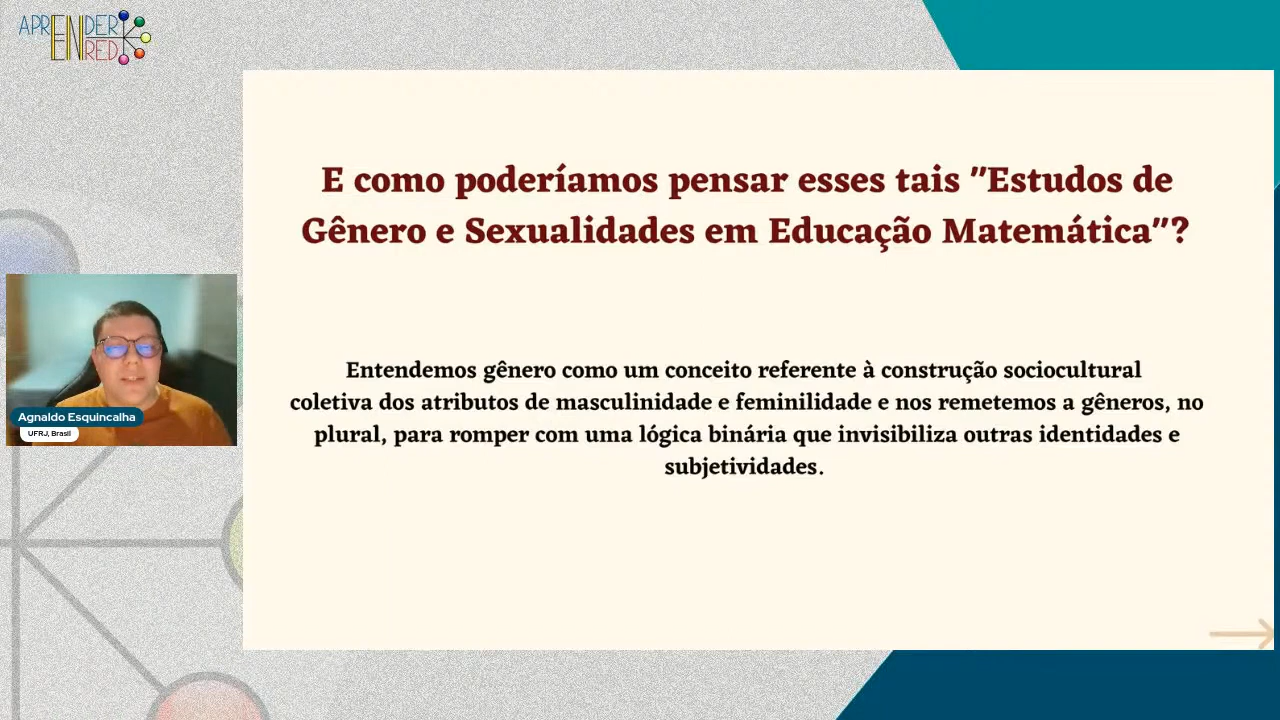 APRENDER
EN RED
E como poderíamos pensar esses tais "Estudos de
Gênero e Sexualidades em Educação Matemática"?
Entendemos gênero como um conceito referente à construção sociocultural
coletiva dos atributos de masculinidade e feminilidade e nos remetemos a gêneros, no
plural, para romper com uma lógica binária que invisibiliza outras identidades e
subjetividades.
Agnaldo Esquincalha
UFRJ, Brasil